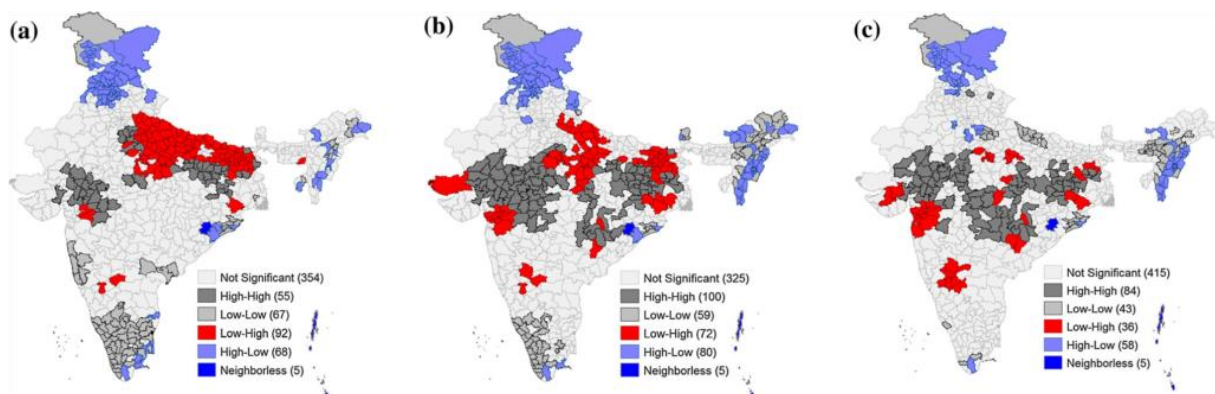 (a)
Not Significant (354)
High-High (55)
Low-Low (67)
Low-High (92)
High-Low (68)
Neighborless (5)
(b)
Not Significant (325)
High-High (100)
Low-Low (59)
Low-High (72)
High-Low (80)
Neighborless (5)
(c)
Not Significant (415)
High-High (84)
Low-Low (43)
Low-High (36)
High-Low (58)
Neighborless (5)